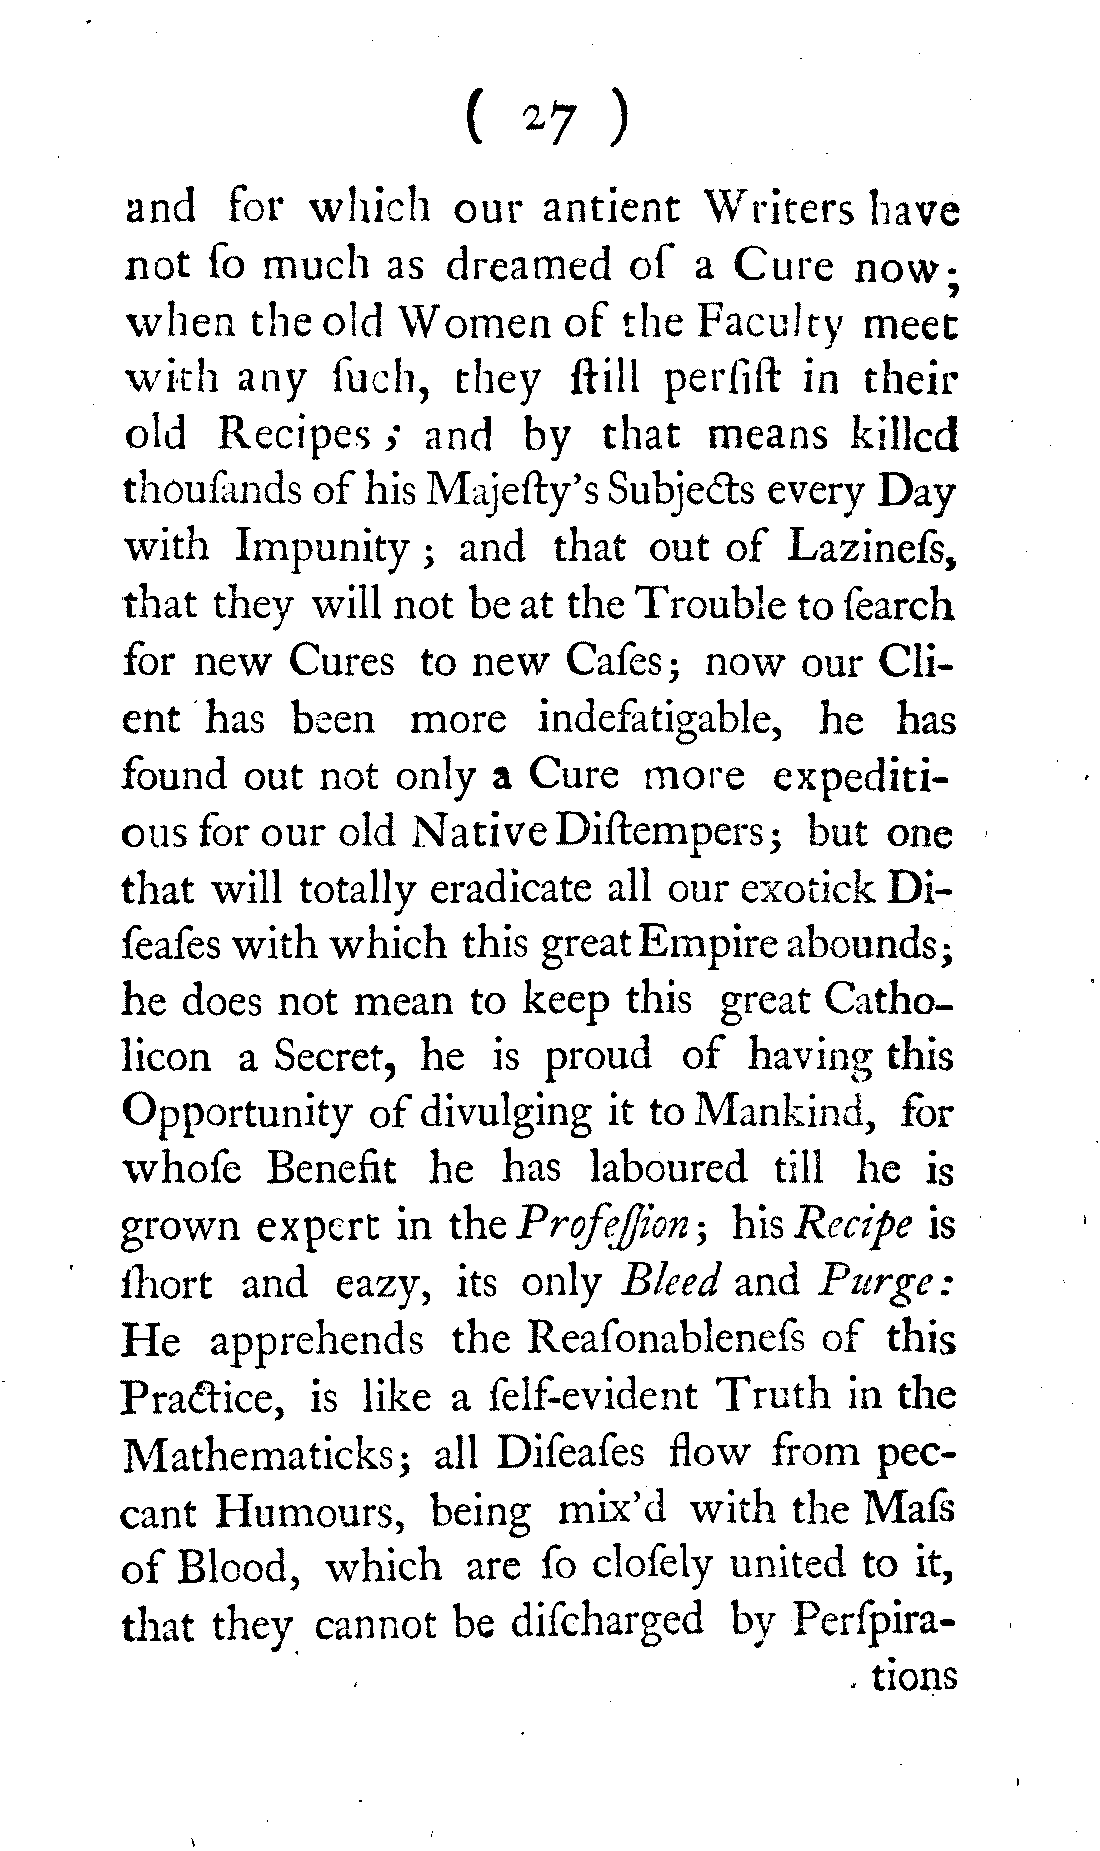 ( 27 )
and for which our antient Writers have
not ſo much as dreamed of a Cure now;
when the old Women of the Faculty meet
with any ſuch, they ſtill perſiſt in their
old Recipes; and by that means killed
thouſands of his Majeſty's Subjects every Day
with Impunity; and that out of Lazineſs,
that they will not be at the Trouble to ſearch
for new Cures to new Caſes; now our Cli-
ent has been more indefatigable, he has
found out not only a Cure more expediti-
ous for our old Native Diſtempers; but one
that will totally eradicate all our exotick Di-
ſeaſes with which this great Empire abounds;
he does not mean to keep this great Catho-
licon a Secret, he is proud of having this
Opportunity of divulging it to Mankind, for
whoſe Benefit he has laboured till he is
grown expert in the Profeſſion; his Recipe is
ſhort and eazy, its only Bleed and Purge:
He apprehends the Reaſonableneſs of this
Practice, is like a ſelf-evident Truth in the
Mathematicks; all Diſeaſes flow from pec-
cant Humours, being mix'd with the Maſs
of Blood, which are ſo cloſely united to it,
that they cannot be diſcharged by Perſpira-
tions